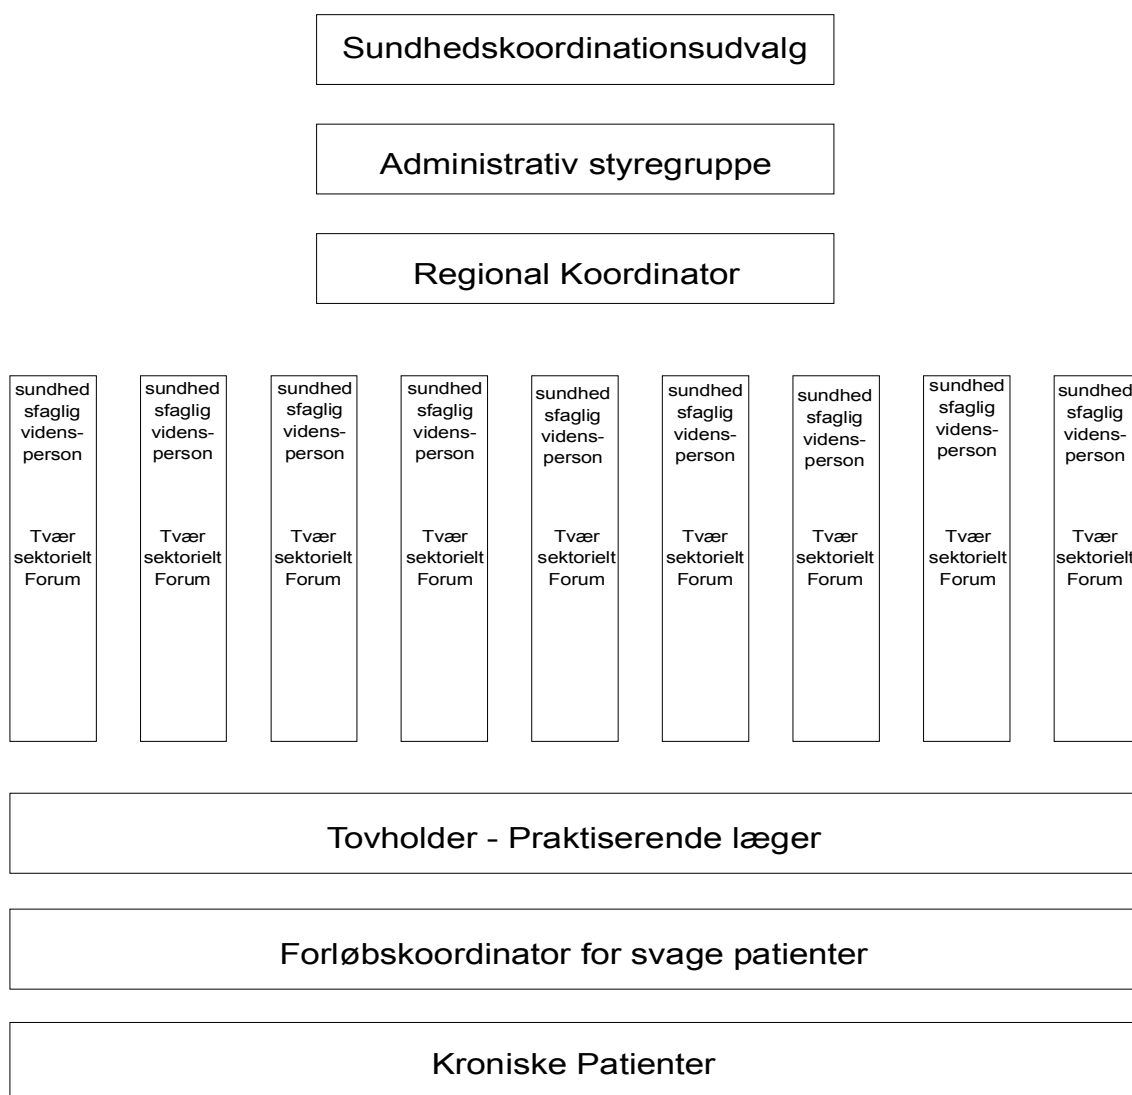 Sundhedskoordinationsudvalg
Administrativ styregruppe
Regional Koordinator
sundhed
sfaglig
videns-
person
Tvær
sektorielt
Forum
sundhed
sfaglig
videns-
person
Tvær
sektorielt
Forum
sundhed
sfaglig
videns-
person
Tvær
sektorielt
Forum
sundhed
sfaglig
videns-
person
Tvær
sektorielt
Forum
sundhed
sfaglig
videns-
person
Tvær
sektorielt
Forum
sundhed
sfaglig
videns-
person
Tvær
sektorielt
Forum
sundhed
sfaglig
videns-
person
Tvær
sektorielt
Forum
sundhed
sfaglig
videns-
person
Tvær
sektorielt
Forum
sundhed
sfaglig
videns-
person
Tvær
sektorielt
Forum
Tovholder - Praktiserende læger
Forløbskoordinator for svage patienter
Kroniske Patienter